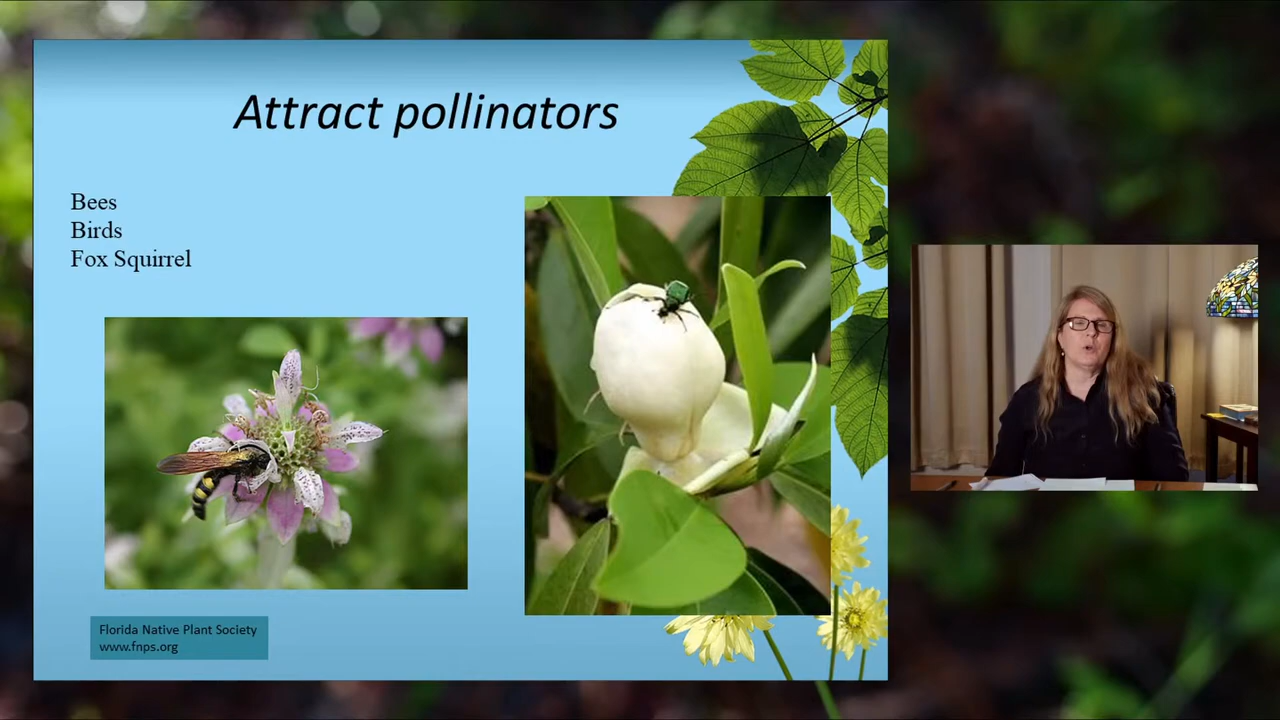 Attract pollinators
Bees
Birds
Fox Squirrel
Florida Native Plant Society
www.fnps.org